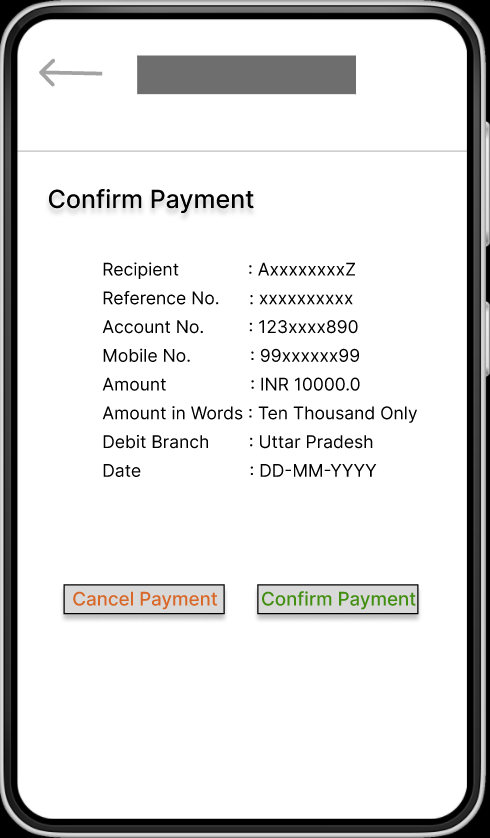 Confirm Payment
Recipient : AxxxxxxxxZ
Reference No. : xxxxxxxxxx
Account No. : 123xxxx890
Mobile No. : 99xxxxxx99
Amount : INR 10000.0
Amount in Words : Ten Thousand Only
Debit Branch : Uttar Pradesh
Date : DD-MM-YYYY
Cancel Payment Confirm Payment